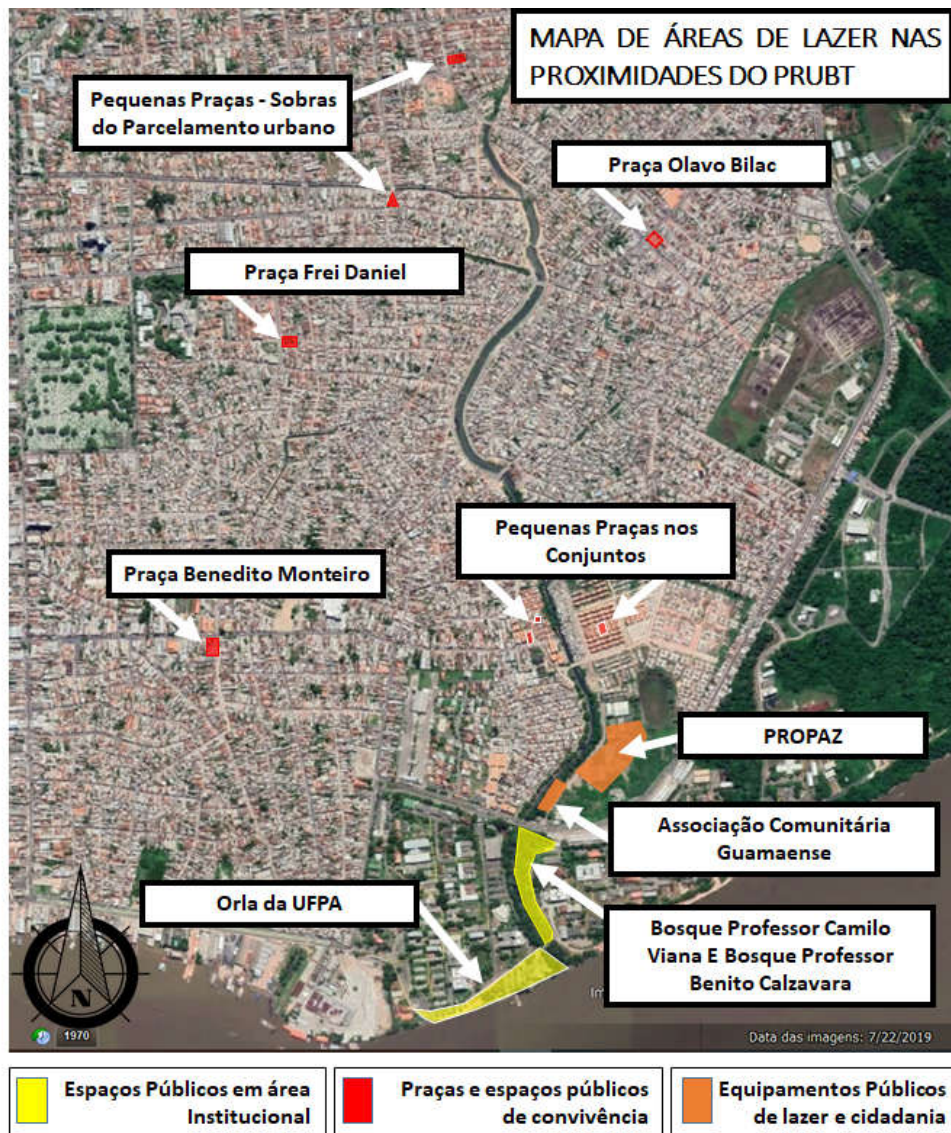 MAPA DE ÁREAS DE LAZER NAS
PROXIMIDADES DO PRUBT
Pequenas Praças - Sobras
do Parcelamento urbano
Praça Olavo Bilac
Praça Frei Daniel
Pequenas Praças nos
Conjuntos
Praça Benedito Monteiro
PROPAZ
Associação Comunitária
Guamaense
Orla da UFPA
Bosque Professor Camilo
Viana E Bosque Professor
Benito Calzavara
N
1970
Data das imagens: 7/22/2019
Espaços Públicos em área
Institucional
Praças e espaços públicos
de convivência
Equipamentos Públicos
de lazer e cidadania